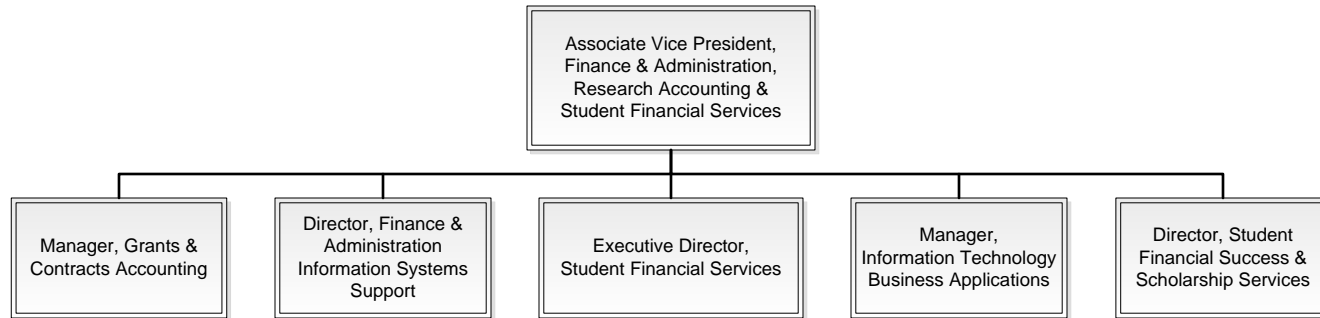 Associate Vice President,
Finance & Administration,
Research Accounting &
Student Financial Services
Manager, Grants &
Contracts Accounting
Director, Finance &
Administration
Information Systems
Support
Executive Director,
Student Financial Services
Manager,
Information Technology
Business Applications
Director, Student
Financial Success &
Scholarship Services